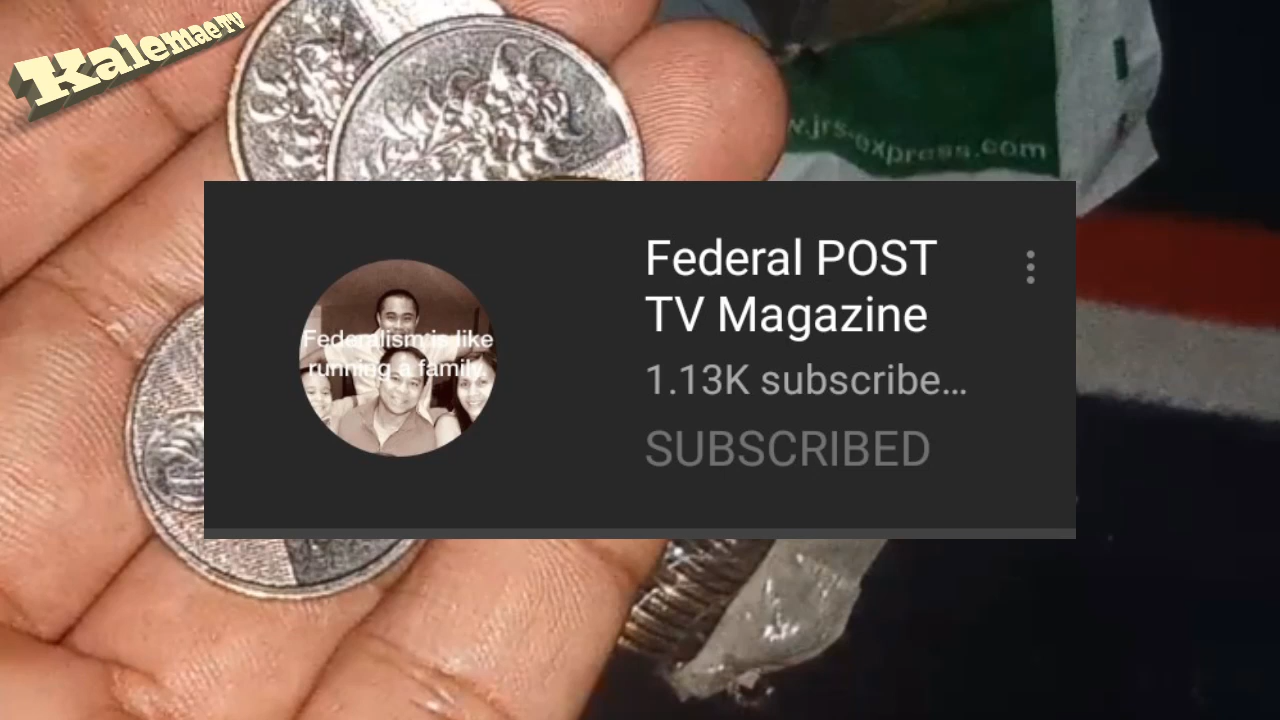 KalemaeTV
w.jrs-express.com
Federal POST
TV Magazine
1.13K subscribe...
SUBSCRIBED
Federalism is like
running a family.